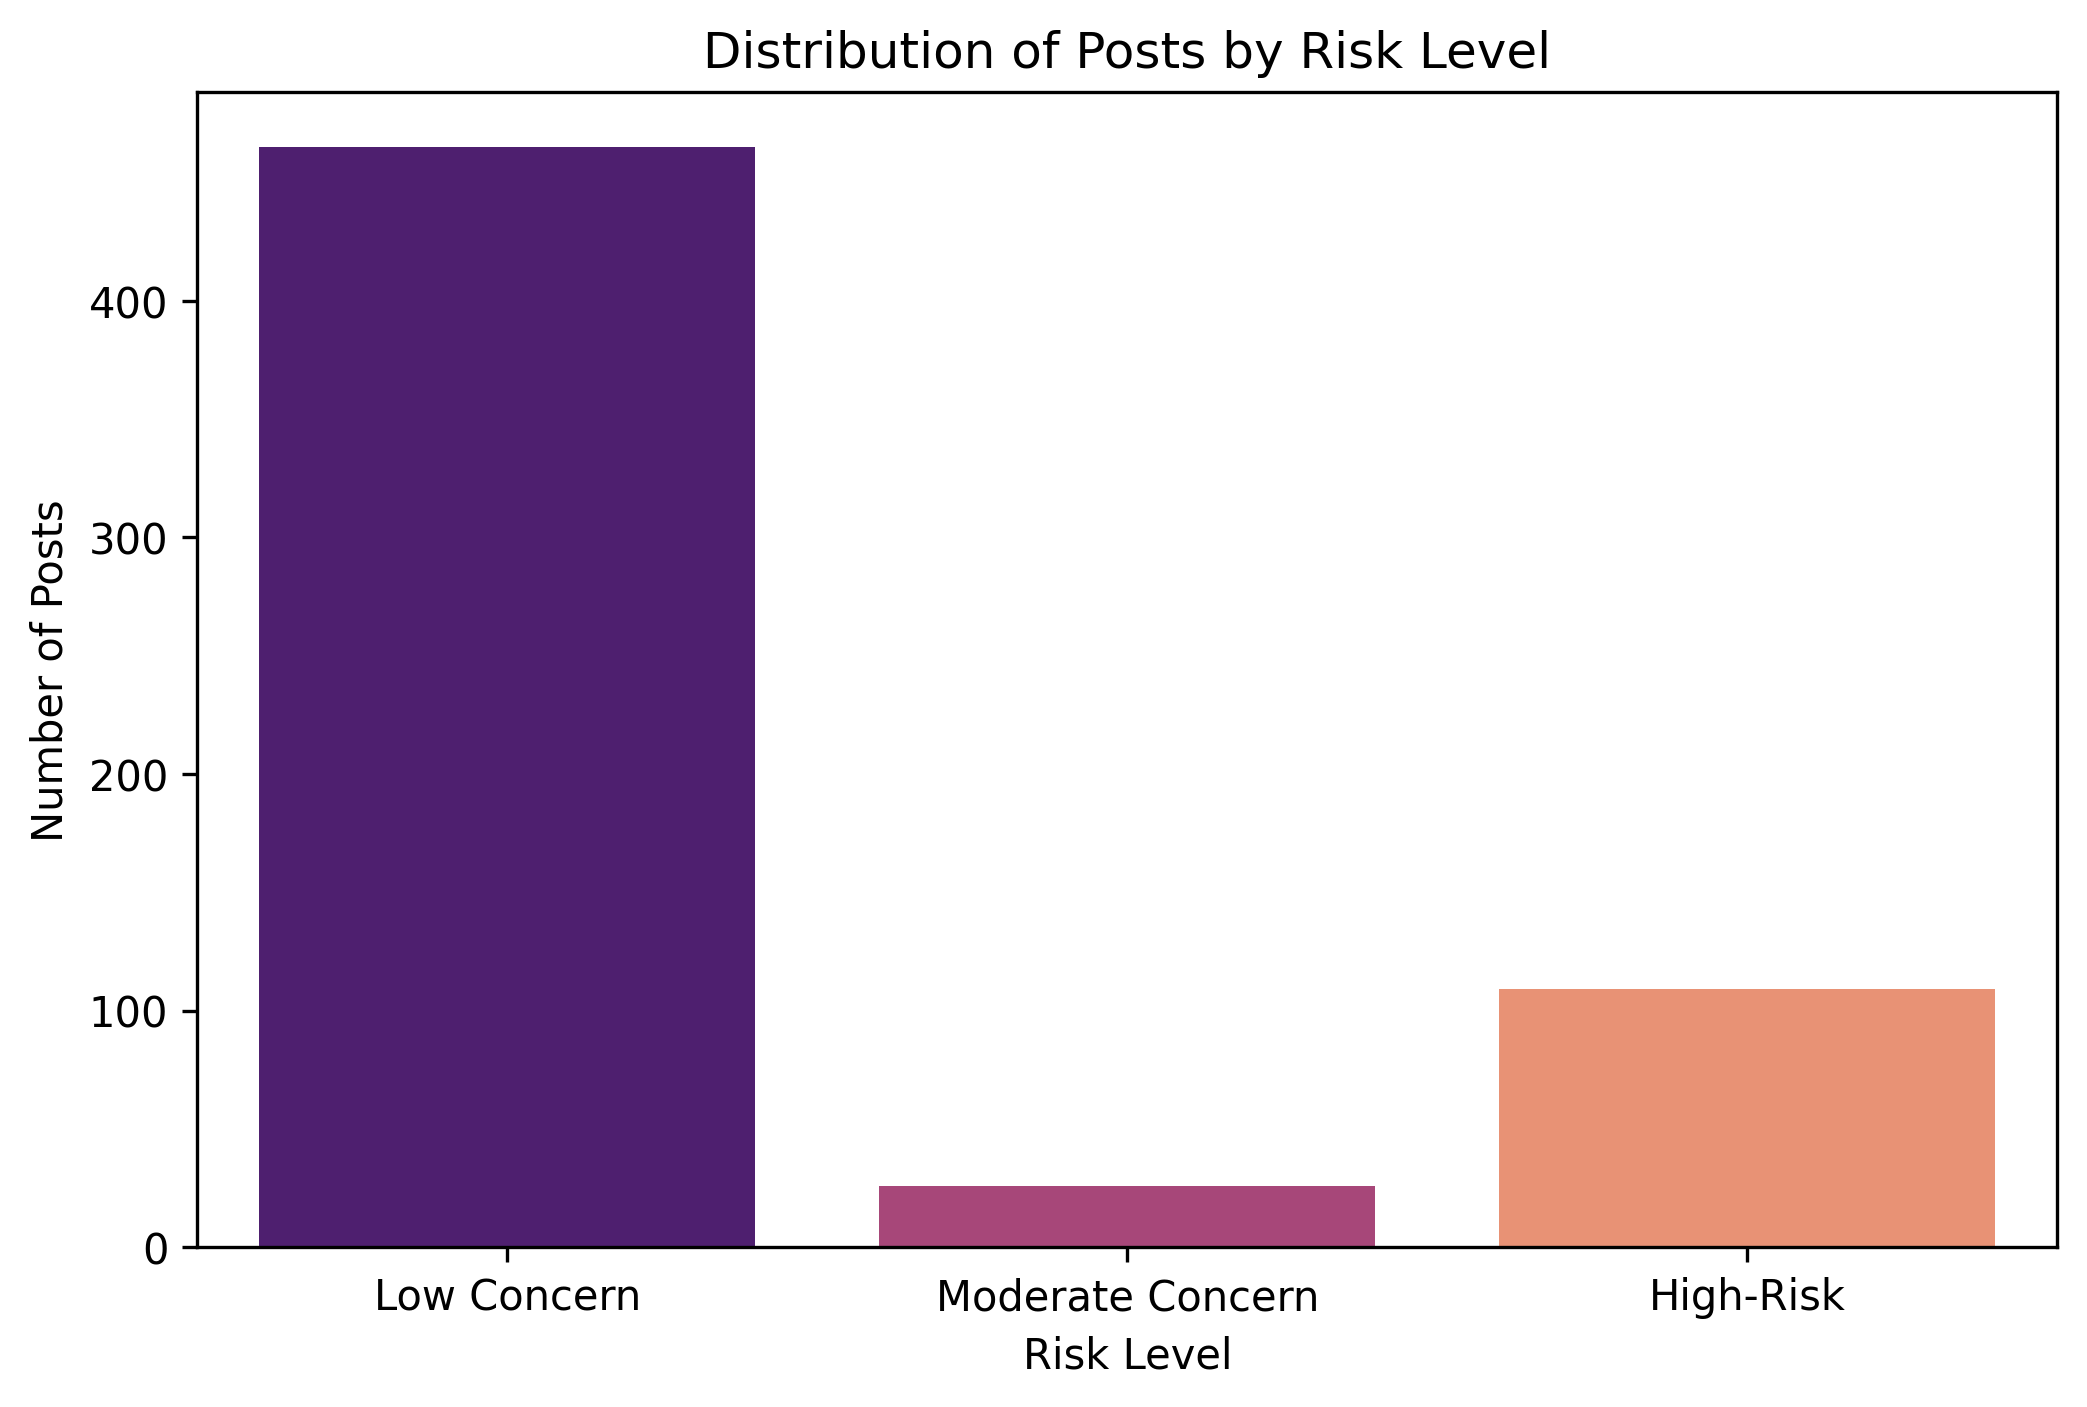 Distribution of Posts by Risk Level
Number of Posts
400
300
200
100
0
Low Concern
Moderate Concern
High-Risk
Risk Level